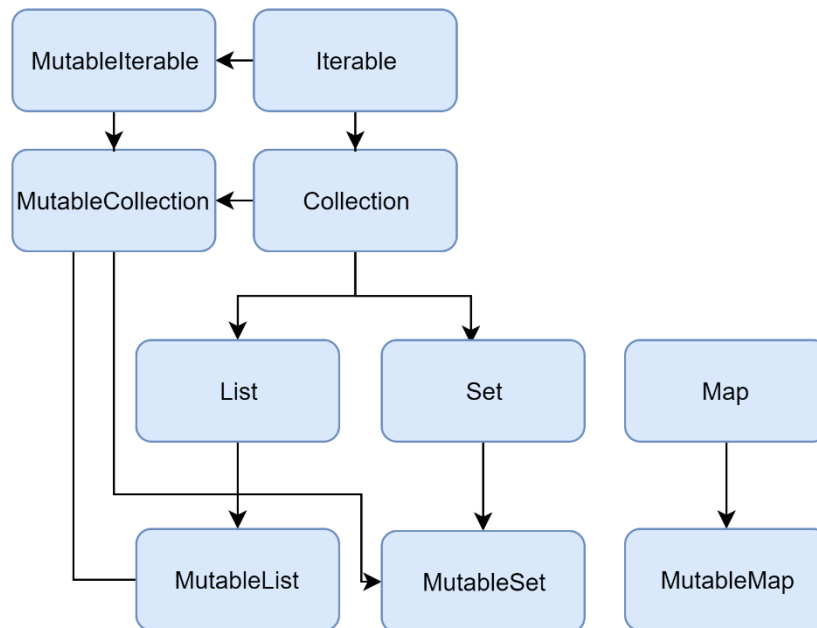 MutableIterable
Iterable
MutableCollection
Collection
List
Set
Map
MutableList
MutableSet
MutableMap